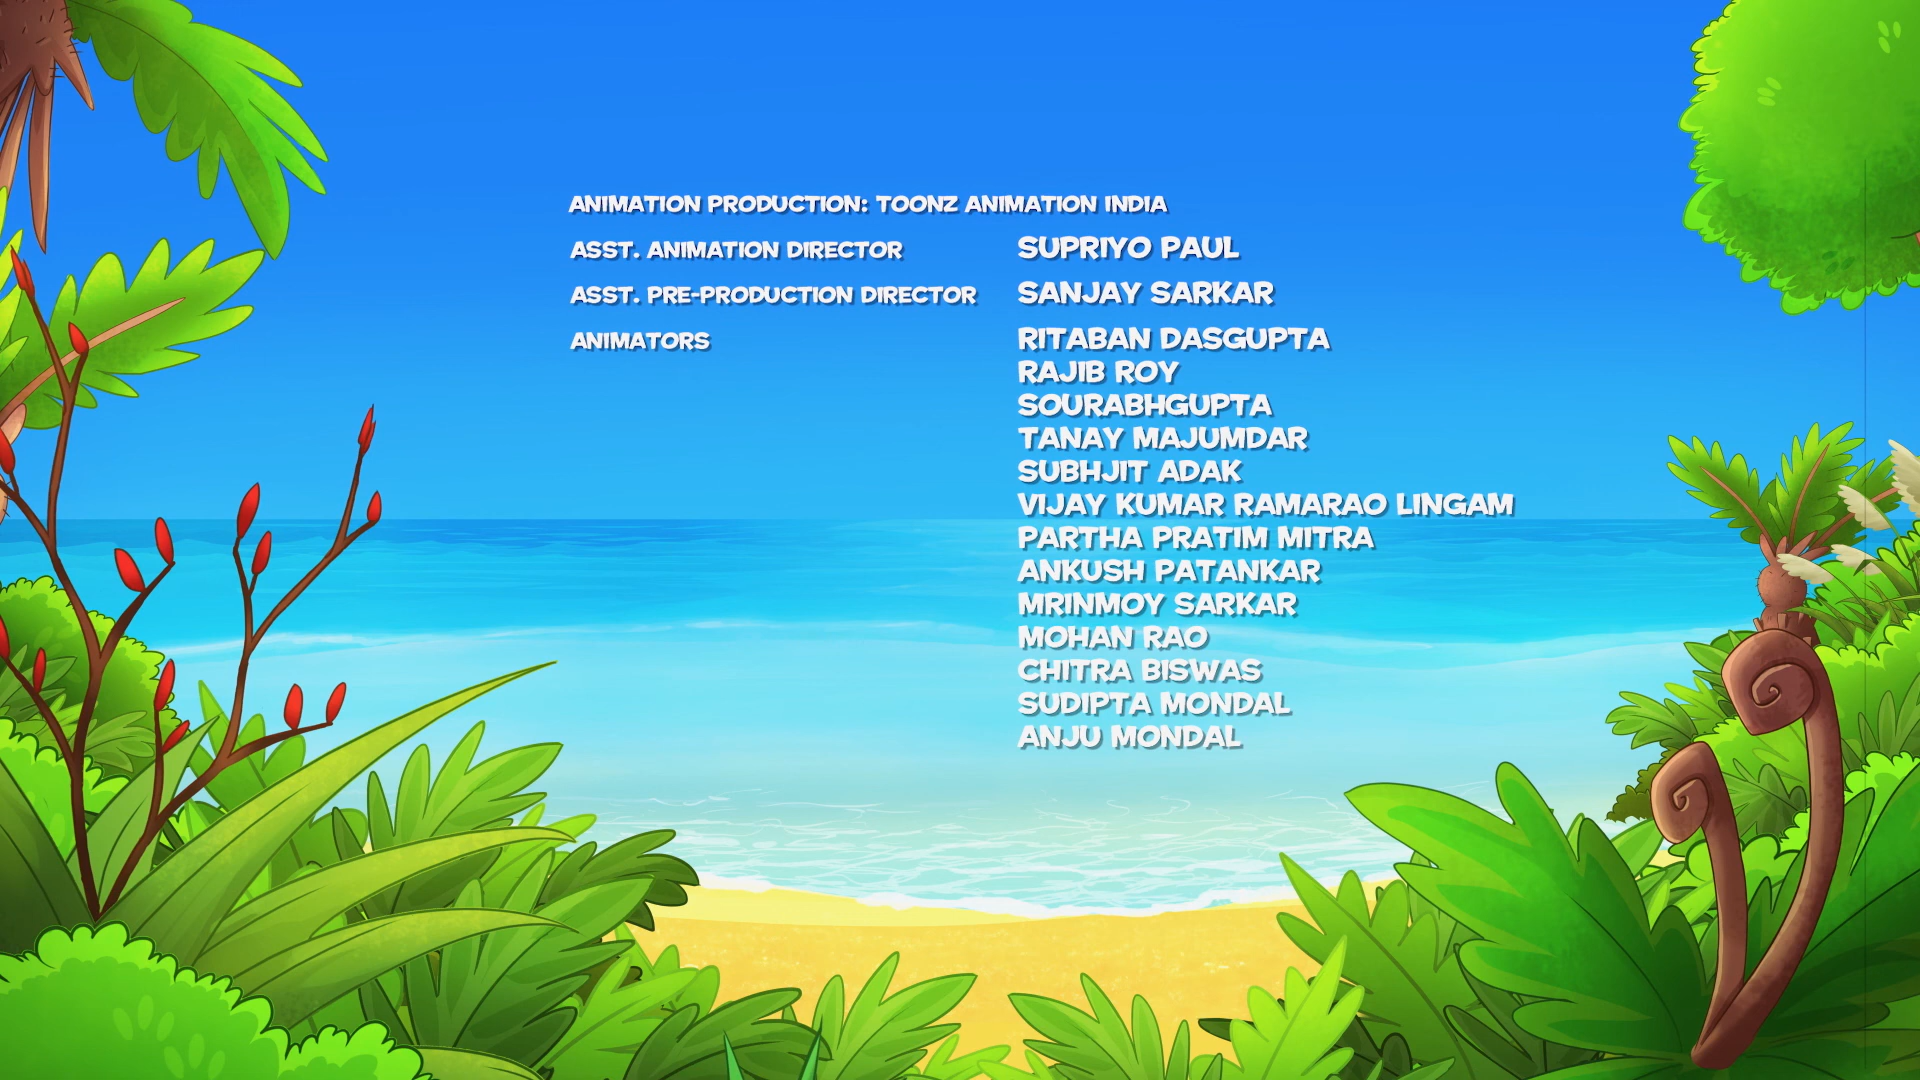 ANIMATION PRODUCTION: TOONZ ANIMATION INDIA
ASST. ANIMATION DIRECTOR SUPRIYO PAUL
ASST. PRE-PRODUCTION DIRECTOR SANJAY SARKAR
ANIMATORS RITABAN DASGUPTA
RAJIB ROY
SOURABHGUPTA
TANAY MAJUMDAR
SUBHJIT ADAK
VIJAY KUMAR RAMARAO LINGAM
PARTHA PRATIM MITRA
ANKUSH PATANKAR
MRINMOY SARKAR
MOHAN RAO
CHITRA BISWAS
SUDIPTA MONDAL
ANJU MONDAL